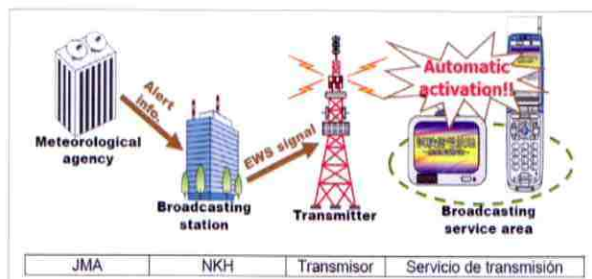 Automatic
activation!!
Alert
info.
Meteorological
agency
EWS signal
Broadcasting
station
Transmitter
Broadcasting
service area
JMA NKH Transmisor Servicio de transmisión